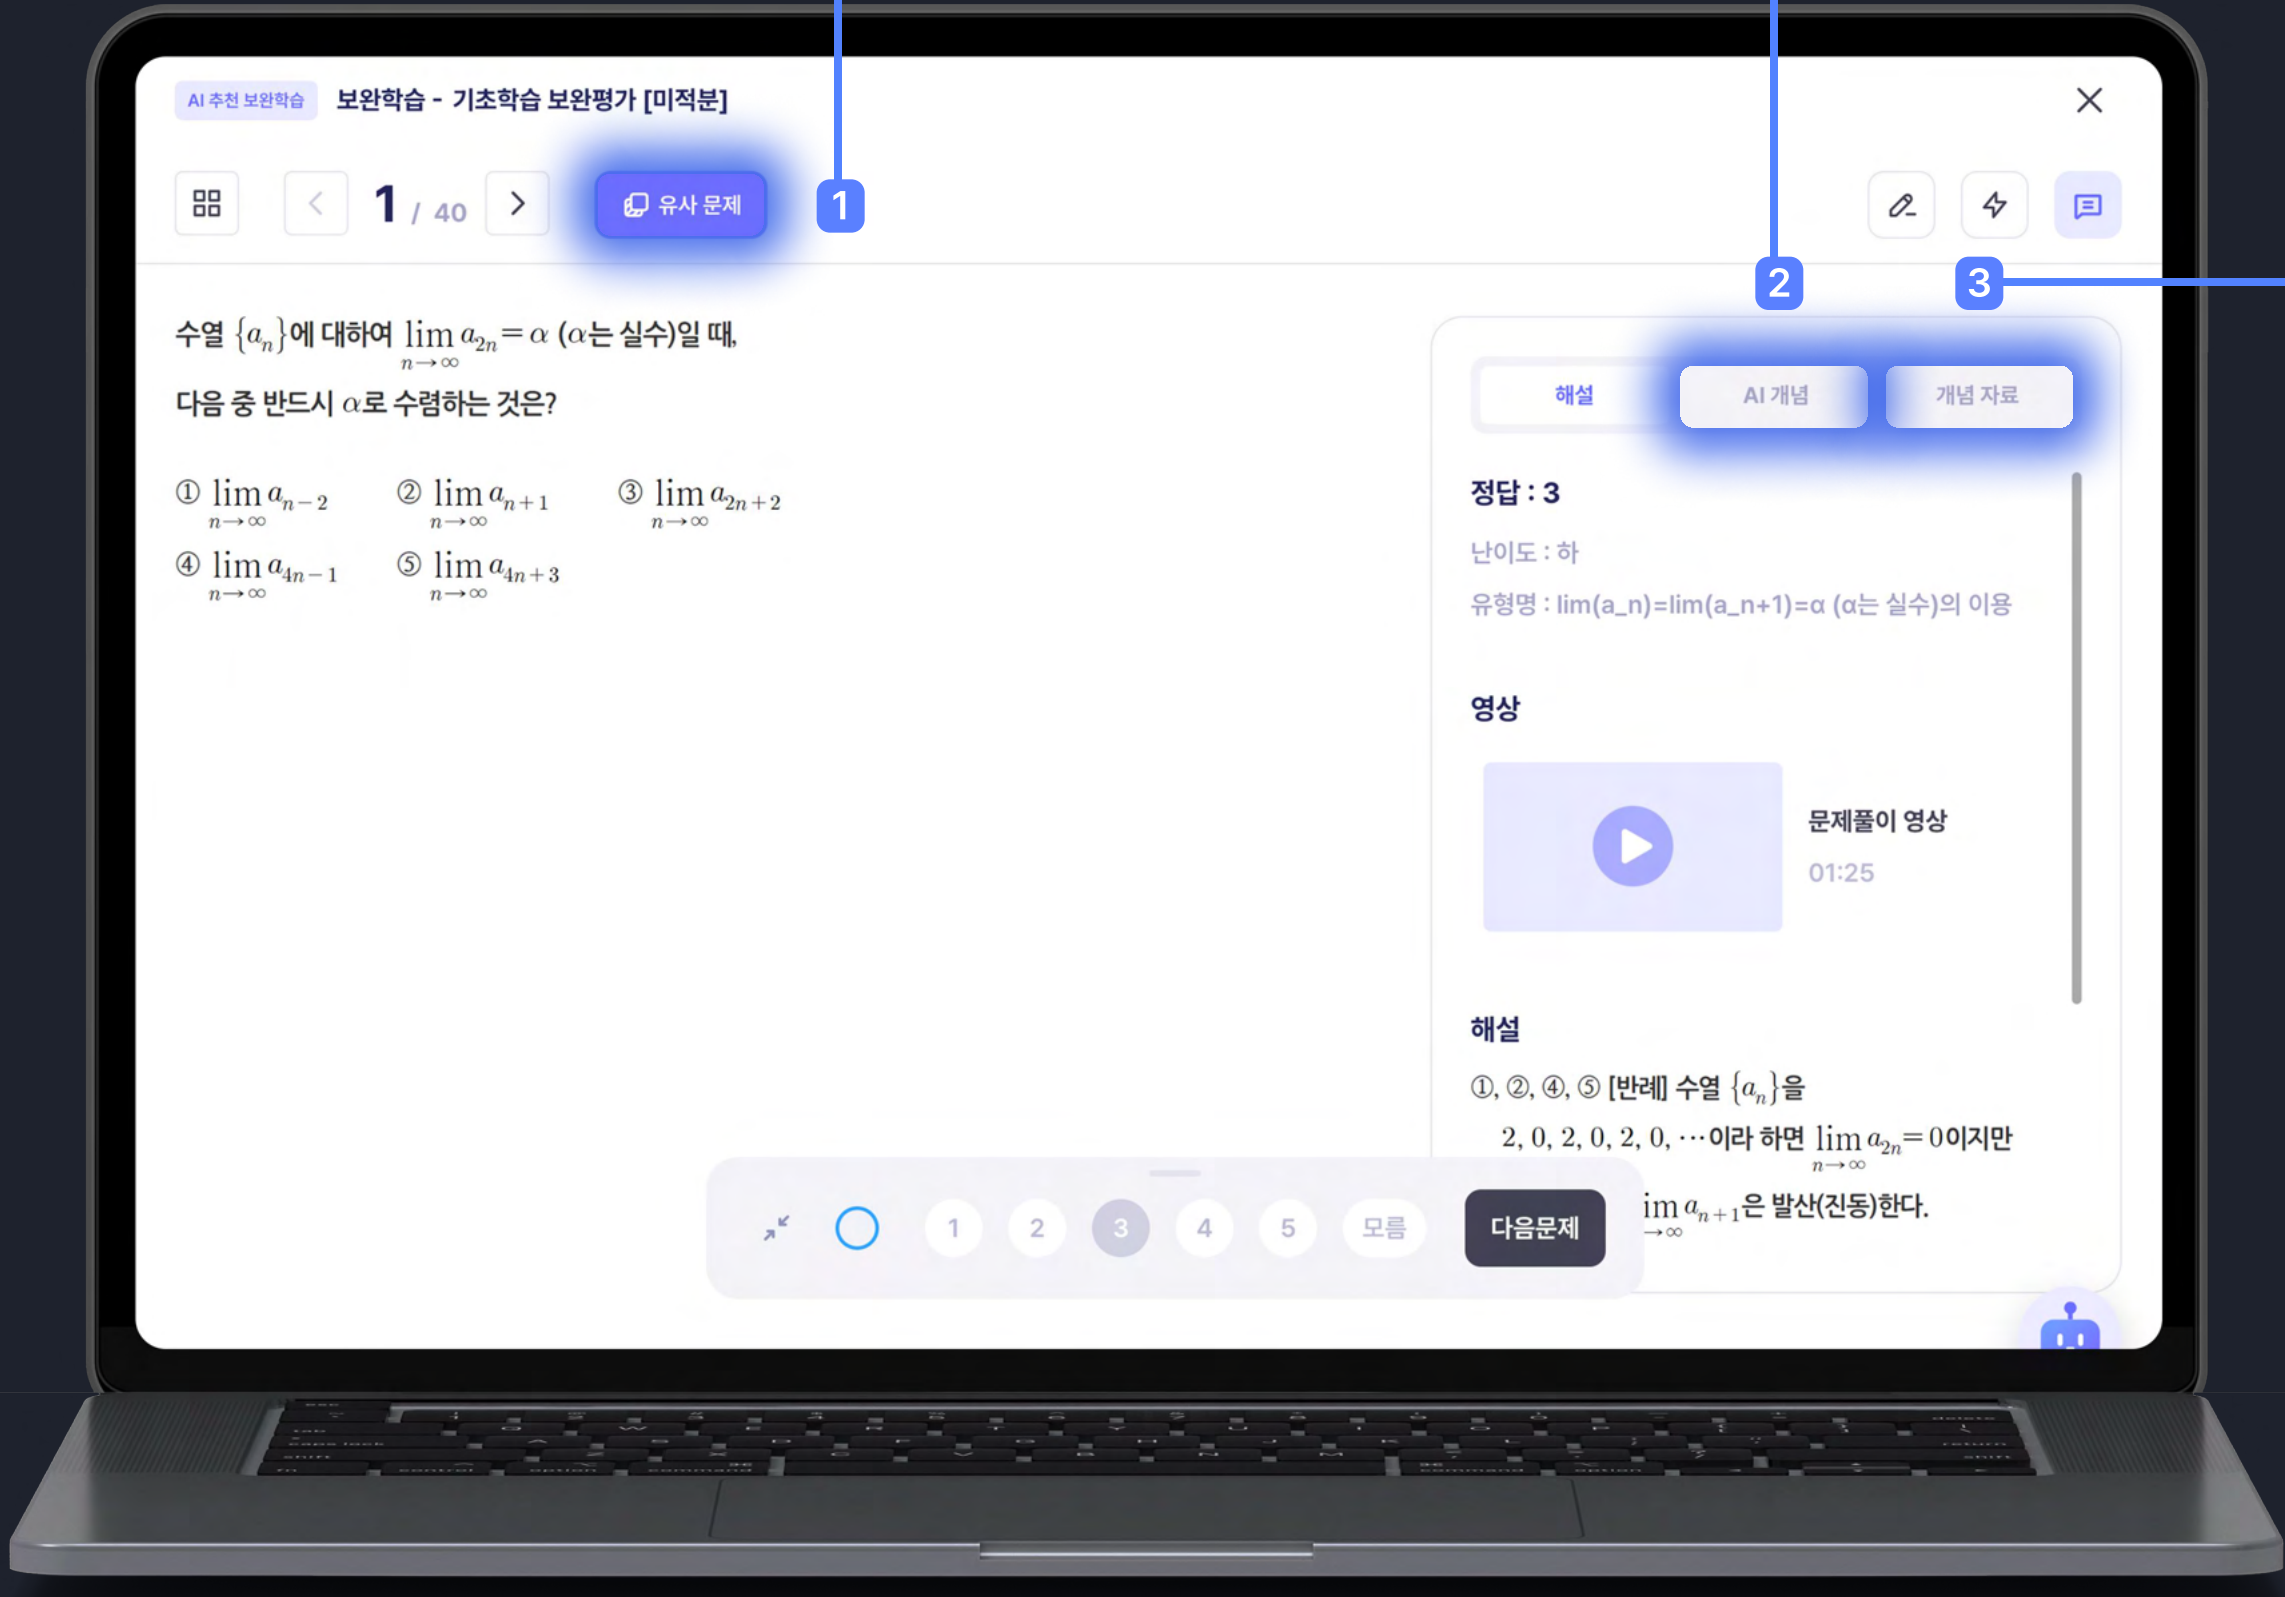 AI 추천 보완학습 보완학습 - 기초학습 보완평가 [미적분]
1 / 40 유사 문제 1
2 3
수열 {aₙ}에 대하여 lim n→∞ a₂ₙ = α (α는 실수)일 때,
다음 중 반드시 α로 수렴하는 것은?
① lim n→∞ aₙ₋₂ ② lim n→∞ aₙ₊₁ ③ lim n→∞ a₂ₙ₊₂
④ lim n→∞ a₄ₙ₋₁ ⑤ lim n→∞ a₄ₙ₊₃
해설 AI 개념 개념 자료
정답 : 3
난이도 : 하
유형명 : lim(a_n)=lim(a_n+1)=α (α는 실수)의 이용
영상
문제풀이 영상
01:25
해설
①, ②, ④, ⑤ [반례] 수열 {aₙ}을
2, 0, 2, 0, 2, 0, ⋯이라 하면 lim n→∞ a₂ₙ = 0이지만
im →∞ aₙ₊₁은 발산(진동)한다.
1 2 3 4 5 모름 다음문제